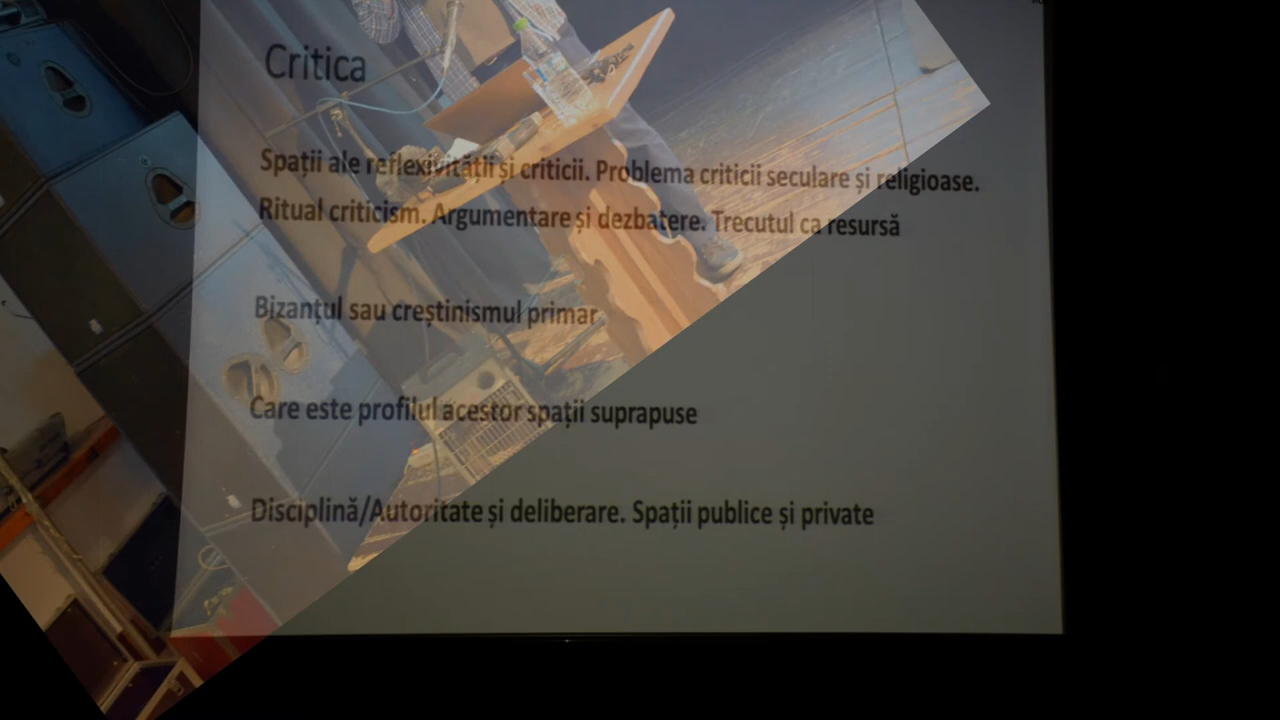 Critica
Spații ale reflexivității și criticii. Problema criticii seculare și religioase.
Ritual criticism. Argumentare și dezbatere. Trecutul ca resursă
Bizanțul sau creștinismul primar
Care este profilul acestor spații suprapuse
Disciplină/Autoritate și deliberare. Spații publice și private